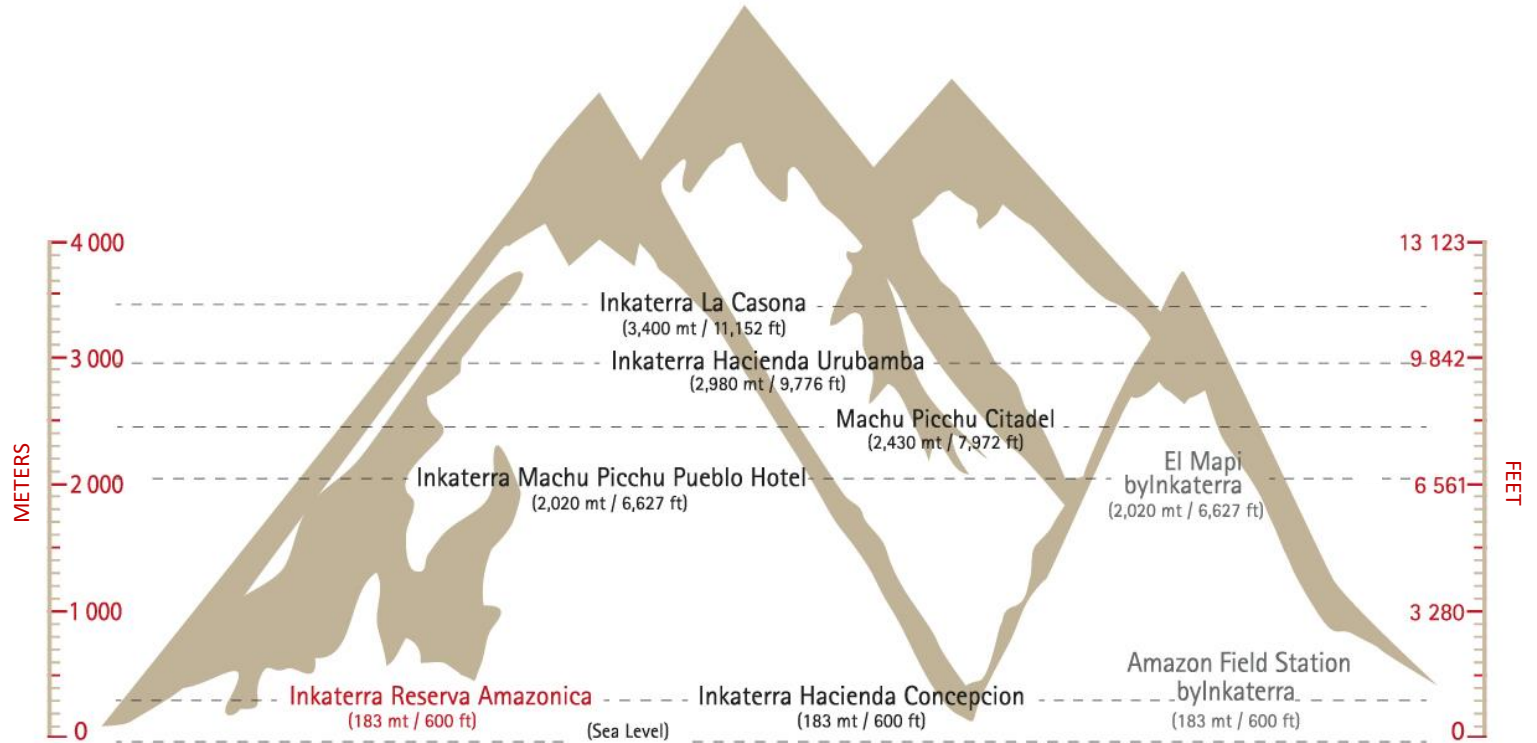 4 000
13 123
Inkaterra La Casona
(3,400 mt / 11,152 ft)
3 000
Inkaterra Hacienda Urubamba
9 842
(2,980 mt / 9,776 ft)
Machu Picchu Citadel
(2,430 mt / 7,972 ft)
METERS
2 000
Inkaterra Machu Picchu Pueblo Hotel
(2,020 mt / 6,627 ft)
El Mapi
byInkaterra
(2,020 mt / 6,627 ft)
6 561
FEET
1 000
3 280
Amazon Field Station
byInkaterra
(183 mt / 600 ft)
Inkaterra Reserva Amazonica
(183 mt / 600 ft)
Inkaterra Hacienda Concepcion
(183 mt / 600 ft)
0
(Sea Level)
0